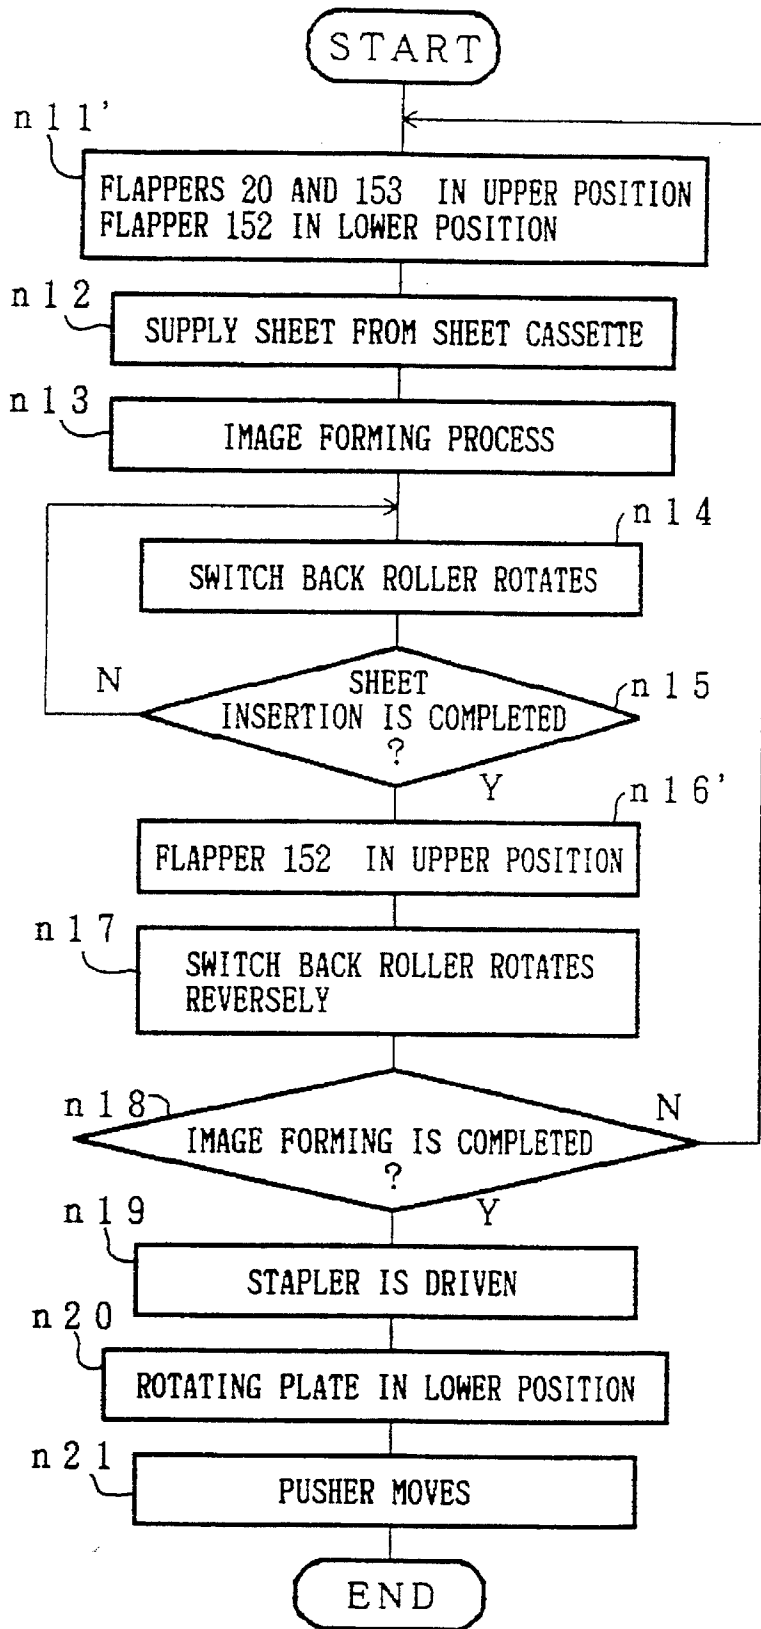 START
n11'
FLAPPERS 20 AND 153 IN UPPER POSITION
FLAPPER 152 IN LOWER POSITION
n12
SUPPLY SHEET FROM SHEET CASSETTE
n13
IMAGE FORMING PROCESS
n14
SWITCH BACK ROLLER ROTATES
N
SHEET
INSERTION IS COMPLETED
?
n15
Y
n16'
FLAPPER 152 IN UPPER POSITION
n17
SWITCH BACK ROLLER ROTATES
REVERSELY
n18
N
IMAGE FORMING IS COMPLETED
?
Y
n19
STAPLER IS DRIVEN
n20
ROTATING PLATE IN LOWER POSITION
n21
PUSHER MOVES
END